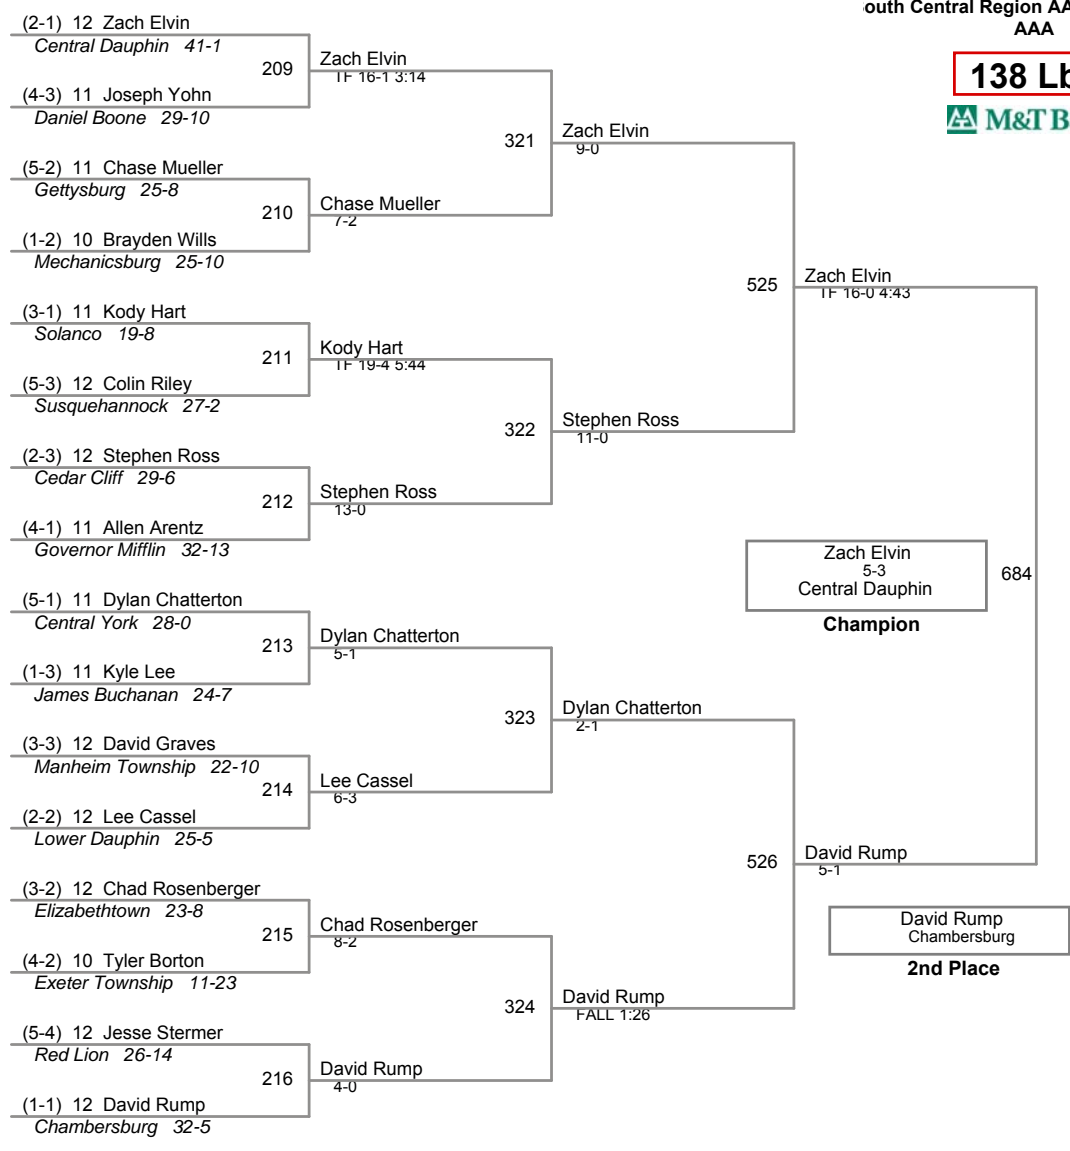 South Central Region AA
AAA
138 Lb
M&T B
(2-1) 12 Zach Elvin
Central Dauphin 41-1
209
(4-3) 11 Joseph Yohn
Daniel Boone 29-10
Zach Elvin
TF 16-1 3:14
321
(5-2) 11 Chase Mueller
Gettysburg 25-8
210
(1-2) 10 Brayden Wills
Mechanicsburg 25-10
Chase Mueller
7-2
Zach Elvin
9-0
525
(3-1) 11 Kody Hart
Solanco 19-8
211
(5-3) 12 Colin Riley
Susquehannock 27-2
Kody Hart
TF 19-4 5:44
322
(2-3) 12 Stephen Ross
Cedar Cliff 29-6
212
(4-1) 11 Allen Arentz
Governor Mifflin 32-13
Stephen Ross
13-0
Stephen Ross
11-0
Zach Elvin
TF 16-0 4:43
684
Zach Elvin
5-3
Central Dauphin
Champion
(5-1) 11 Dylan Chatterton
Central York 28-0
213
(1-3) 11 Kyle Lee
James Buchanan 24-7
Dylan Chatterton
5-1
323
(3-3) 12 David Graves
Manheim Township 22-10
214
(2-2) 12 Lee Cassel
Lower Dauphin 25-5
Lee Cassel
6-3
Dylan Chatterton
2-1
526
(3-2) 12 Chad Rosenberger
Elizabethtown 23-8
215
(4-2) 10 Tyler Borton
Exeter Township 11-23
Chad Rosenberger
8-2
324
(5-4) 12 Jesse Stermer
Red Lion 26-14
216
(1-1) 12 David Rump
Chambersburg 32-5
David Rump
4-0
David Rump
FALL 1:26
David Rump
5-1
David Rump
Chambersburg
2nd Place